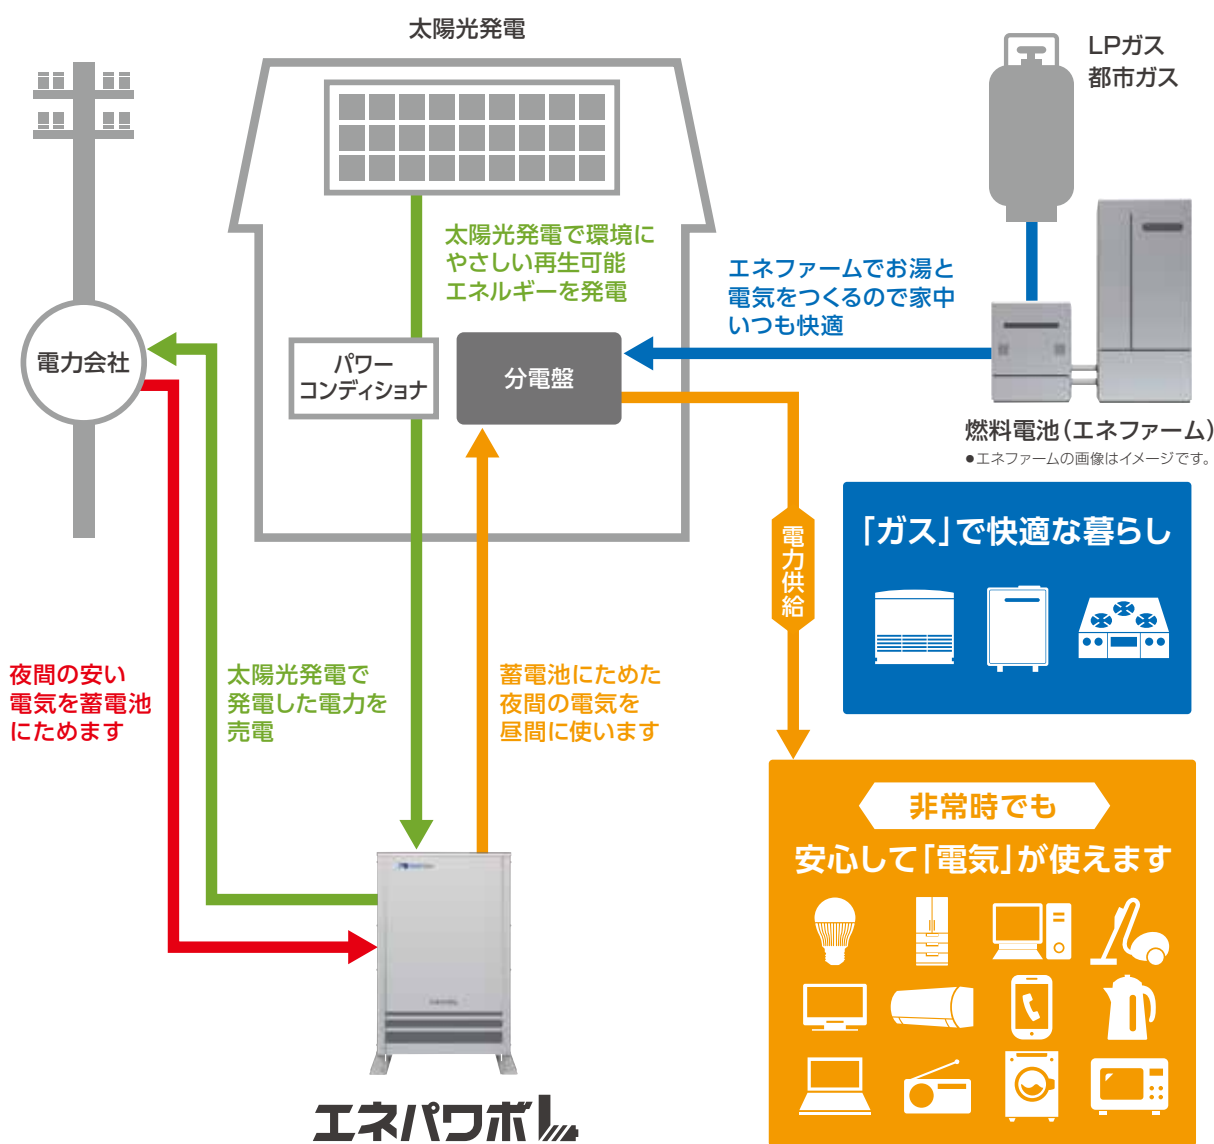 太陽光発電
LPガス
都市ガス
太陽光発電で環境に
やさしい再生可能
エネルギーを発電
エネファームでお湯と
電気をつくるので家中
いつも快適
電力会社
パワー
コンディショナ
分電盤
燃料電池(エネファーム)
●エネファームの画像はイメージです。
「ガス」で快適な暮らし
電力供給
夜間の安い
電気を蓄電池
にためます
太陽光発電で
発電した電力を
売電
蓄電池にためた
夜間の電気を
昼間に使います
非常時でも
安心して「電気」が使えます
エネパワボL